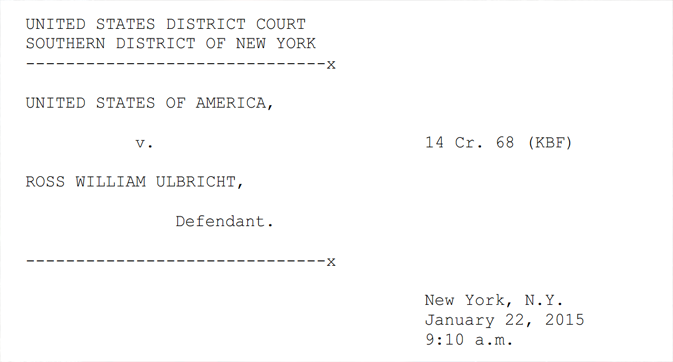 UNITED STATES DISTRICT COURT
SOUTHERN DISTRICT OF NEW YORK
------------------------------x
UNITED STATES OF AMERICA,
v. 14 Cr. 68 (KBF)
ROSS WILLIAM ULBRICHT,
Defendant.
------------------------------x
New York, N.Y.
January 22, 2015
9:10 a.m.